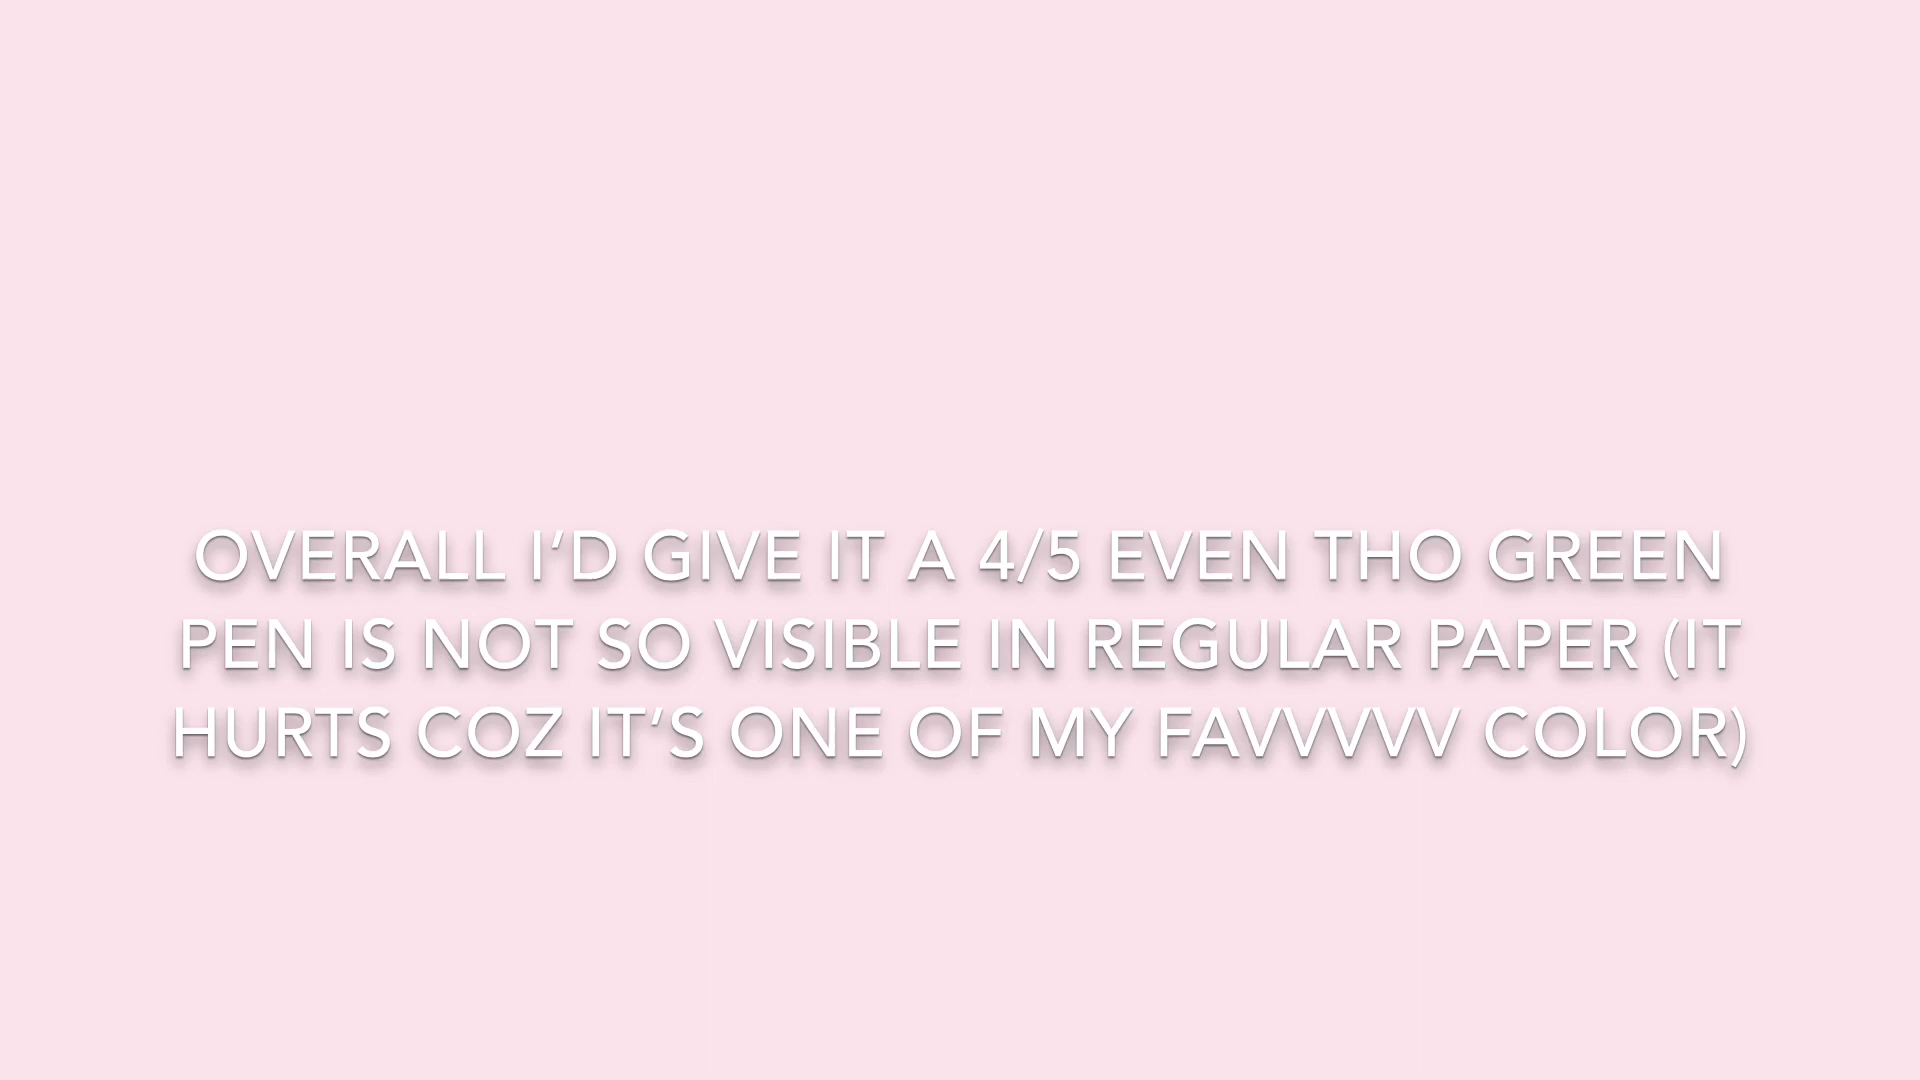 OVERALL I‘D GIVE IT A 4/5 EVEN THO GREEN
PEN IS NOT SO VISIBLE IN REGULAR PAPER (IT
HURTS COZ IT’S ONE OF MY FAVVVVV COLOR)